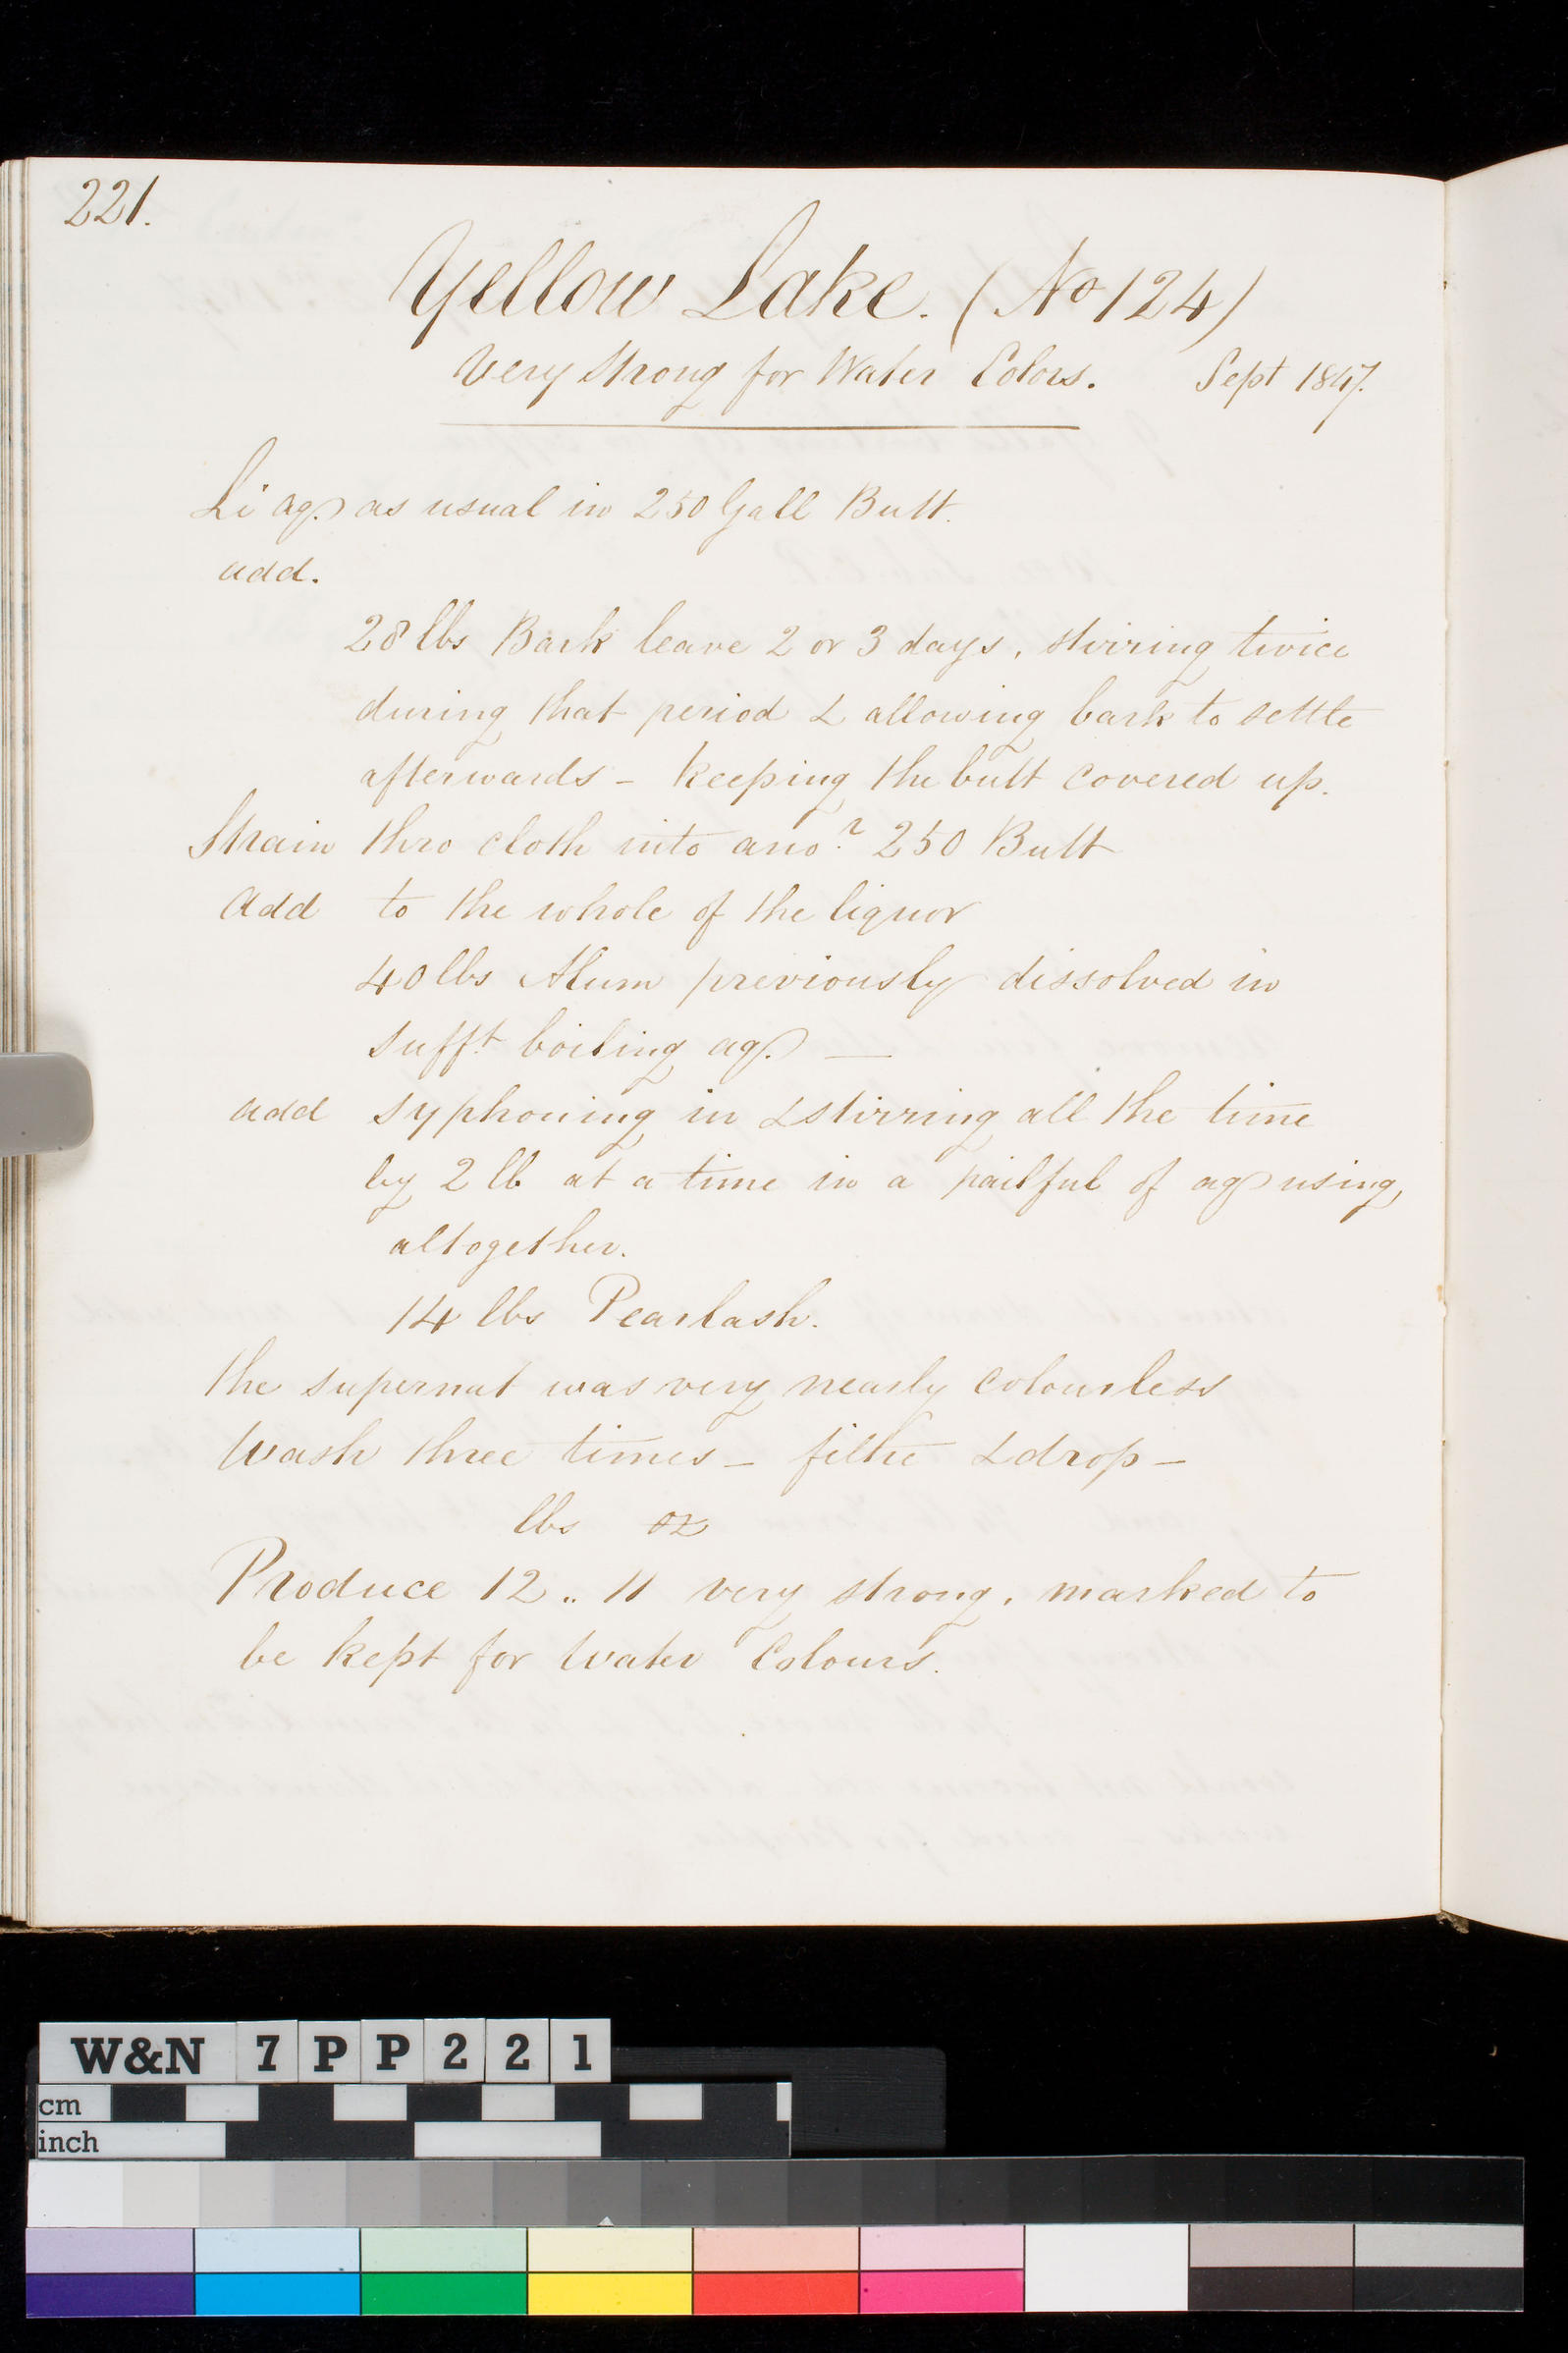 221.
Yellow Lake. (No 124)
Very Strong for Water Colors. Sept 1847.
Li aq. as usual in 250 Gall Butt.
add.
28 lbs Bark leave 2 or 3 days, stirring twice
during that period & allowing bark to settle
afterwards - keeping the butt covered up.
Strain thro cloth into ano.r 250 Butt
Add to the whole of the liquor
40 lbs Alum previously dissolved in
sufft. boiling aq. —
add syphoning in & stirring all the time
by 2 lb at a time in a pailful of aq using,
altogether.
14 lbs Pearlash.
the supernat was very nearly colourless
Wash three times - filtre & drop -
lbs oz
Produce 12 .. 11 very strong, marked to
be kept for Water Colours.
W&N 7PP221
cm
inch